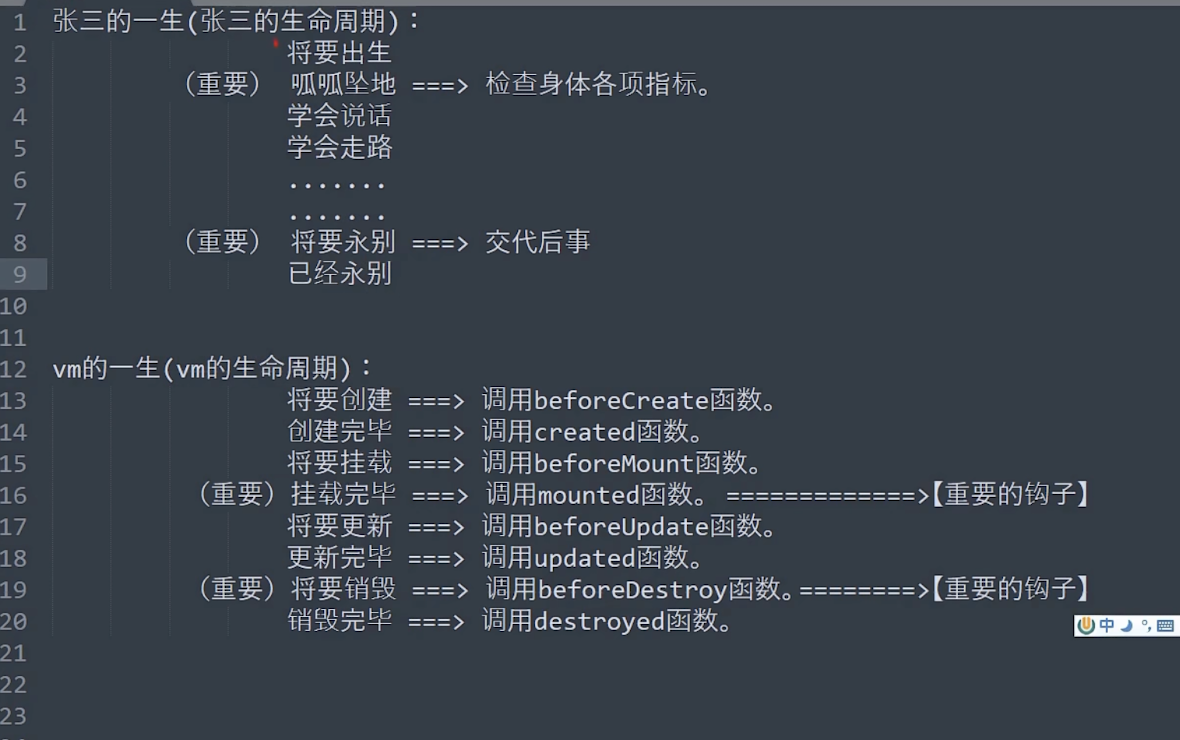 1 张三的一生(张三的生命周期)：
2 将要出生
3 （重要） 呱呱坠地 ===> 检查身体各项指标。
4 学会说话
5 学会走路
6 .......
7 .......
8 （重要） 将要永别 ===> 交代后事
9 已经永别
10
11
12 vm的一生(vm的生命周期)：
13 将要创建 ===> 调用beforeCreate函数。
14 创建完毕 ===> 调用created函数。
15 将要挂载 ===> 调用beforeMount函数。
16 （重要）挂载完毕 ===> 调用mounted函数。 =============>【重要的钩子】
17 将要更新 ===> 调用beforeUpdate函数。
18 更新完毕 ===> 调用updated函数。
19 （重要）将要销毁 ===> 调用beforeDestroy函数。========>【重要的钩子】
20 销毁完毕 ===> 调用destroyed函数。
中
21
22
23